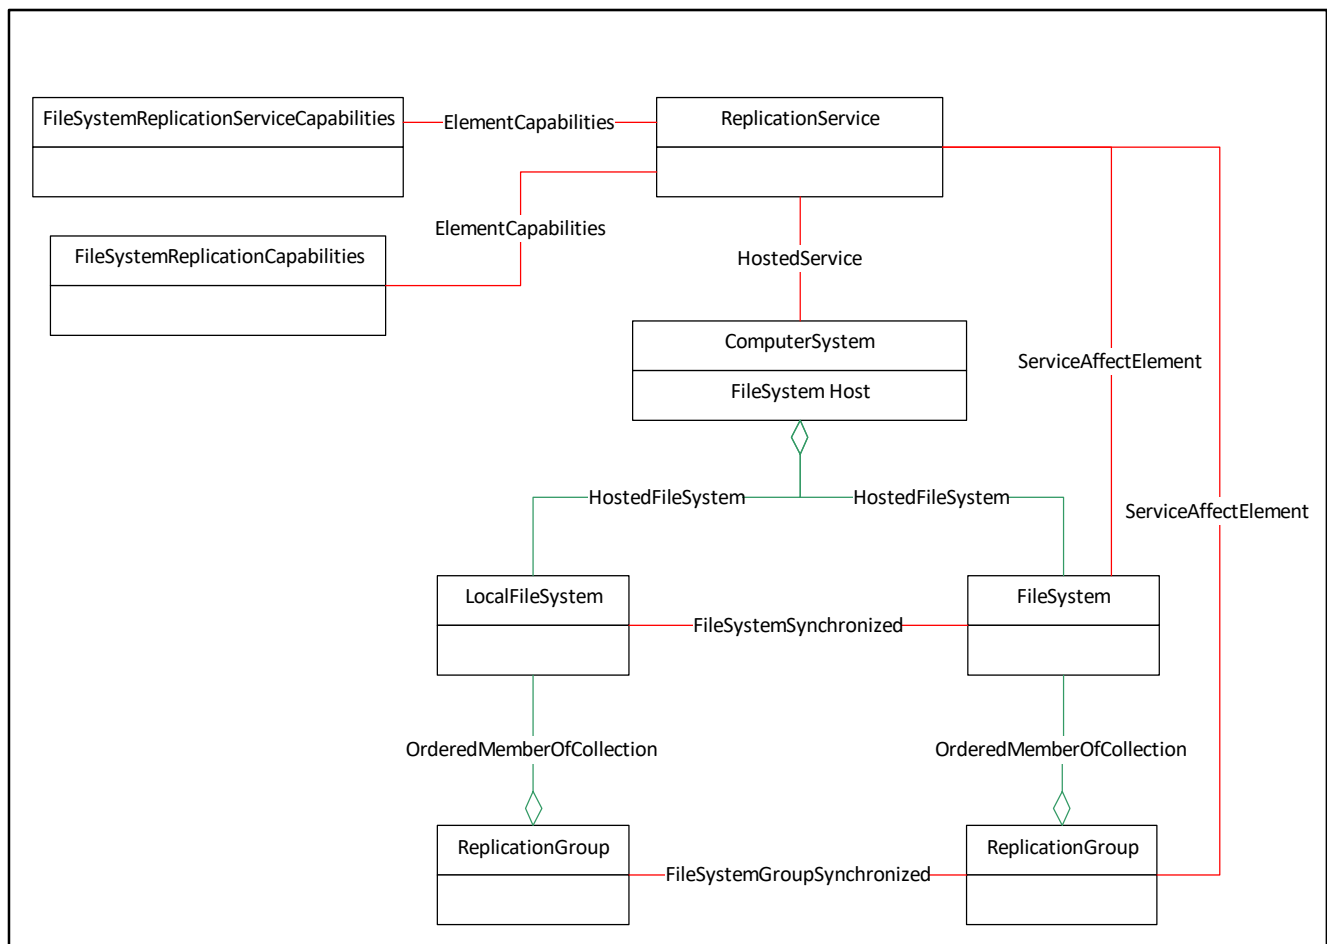 FileSystemReplicationServiceCapabilities
ElementCapabilities
ReplicationService
ElementCapabilities
FileSystemReplicationCapabilities
HostedService
ComputerSystem
FileSystem Host
ServiceAffectElement
HostedFileSystem
HostedFileSystem
ServiceAffectElement
LocalFileSystem
FileSystem
FileSystemSynchronized
OrderedMemberOfCollection
OrderedMemberOfCollection
ReplicationGroup
ReplicationGroup
FileSystemGroupSynchronized